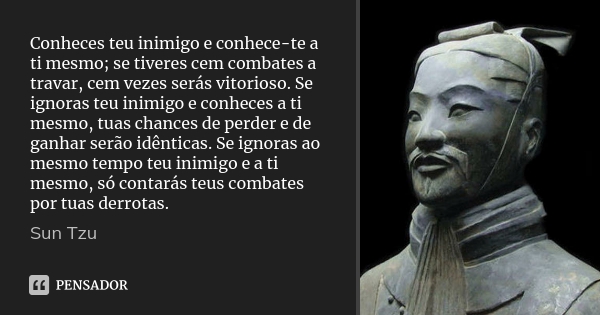 Conheces teu inimigo e conhece-te a
ti mesmo; se tiveres cem combates a
travar, cem vezes serás vitorioso. Se
ignoras teu inimigo e conheces a ti
mesmo, tuas chances de perder e de
ganhar serão idênticas. Se ignoras ao
mesmo tempo teu inimigo e a ti
mesmo, só contarás teus combates
por tuas derrotas.
Sun Tzu
PENSADOR